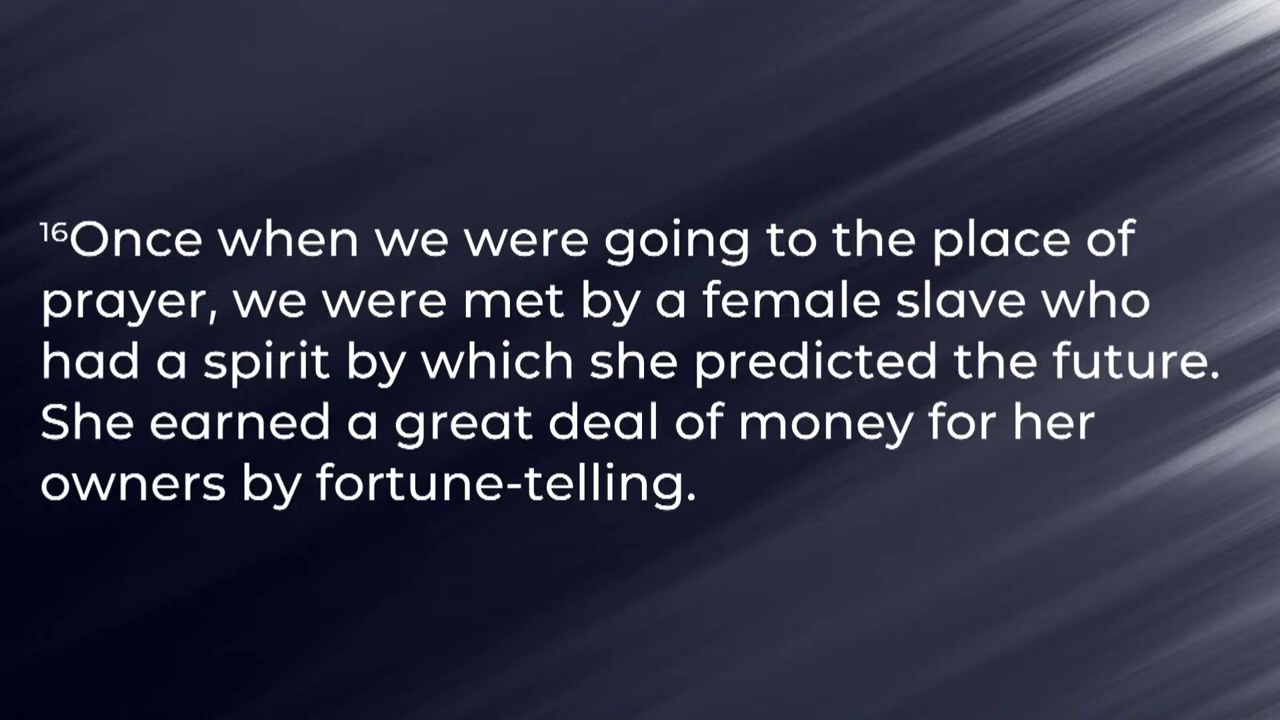 ¹⁶Once when we were going to the place of
prayer, we were met by a female slave who
had a spirit by which she predicted the future.
She earned a great deal of money for her
owners by fortune-telling.